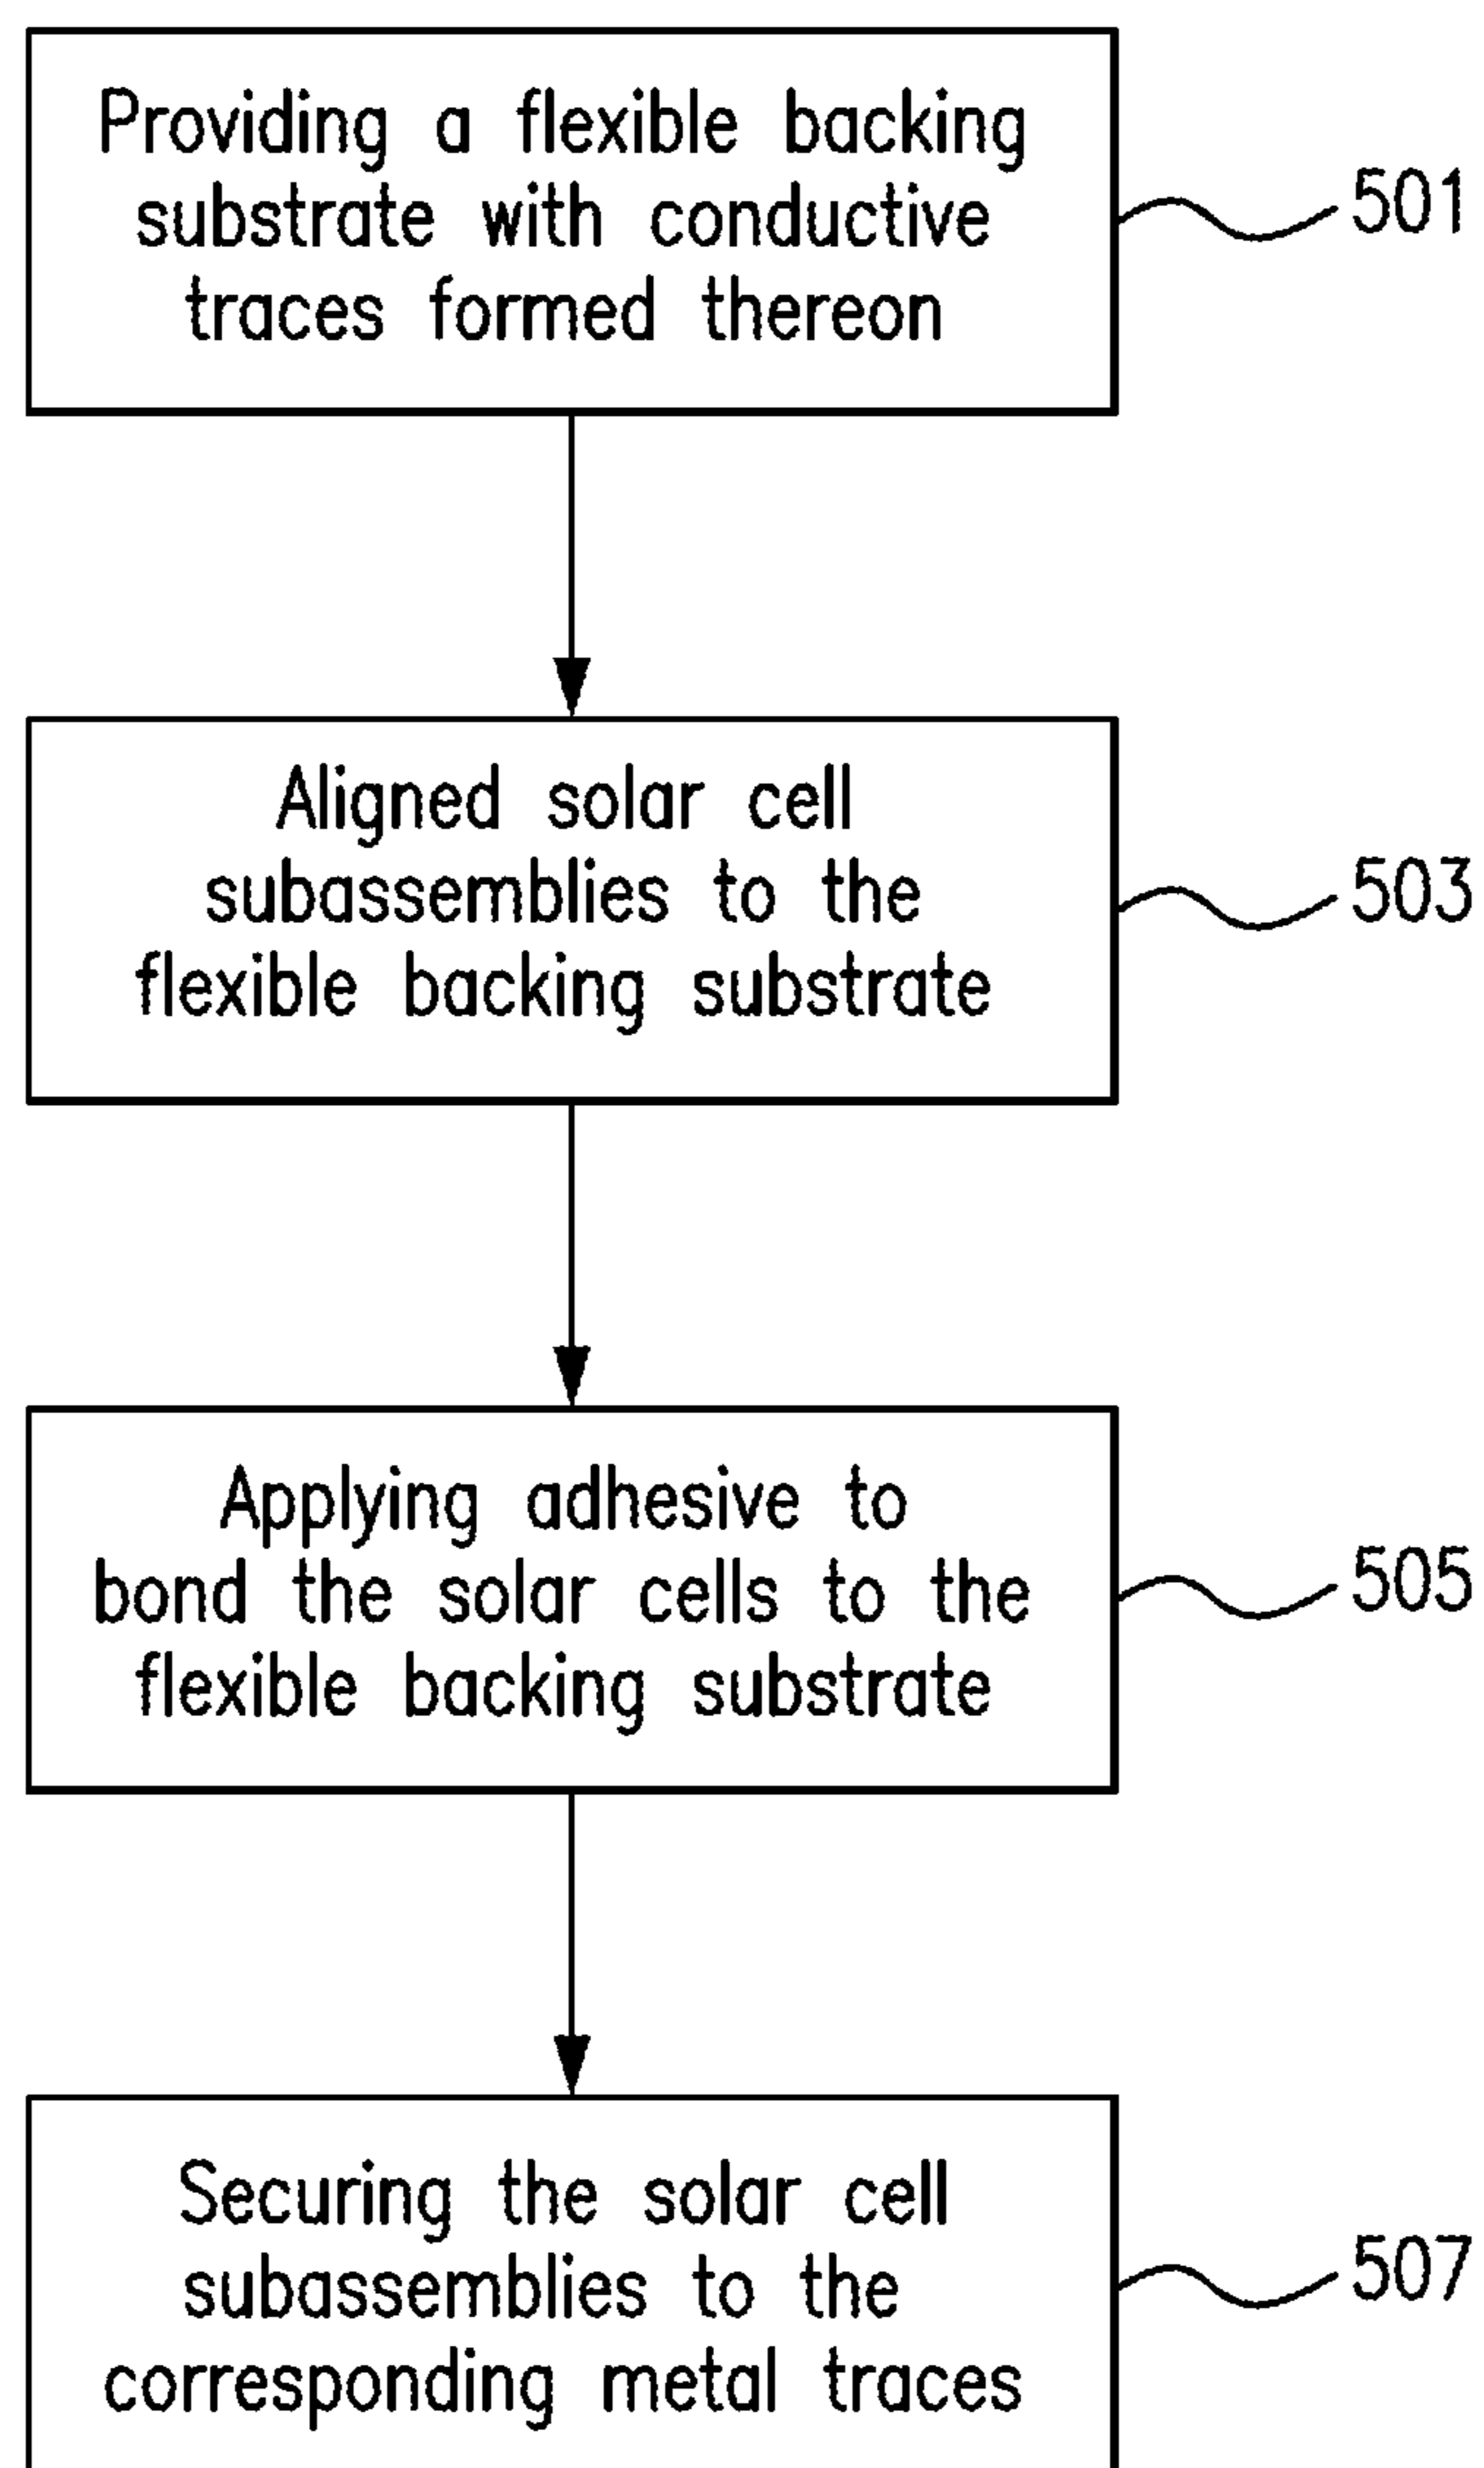 Providing a flexible backing
substrate with conductive
traces formed thereon
501
Aligned solar cell
subassemblies to the
flexible backing substrate
503
Applying adhesive to
bond the solar cells to the
flexible backing substrate
505
Securing the solar cell
subassemblies to the
corresponding metal traces
507